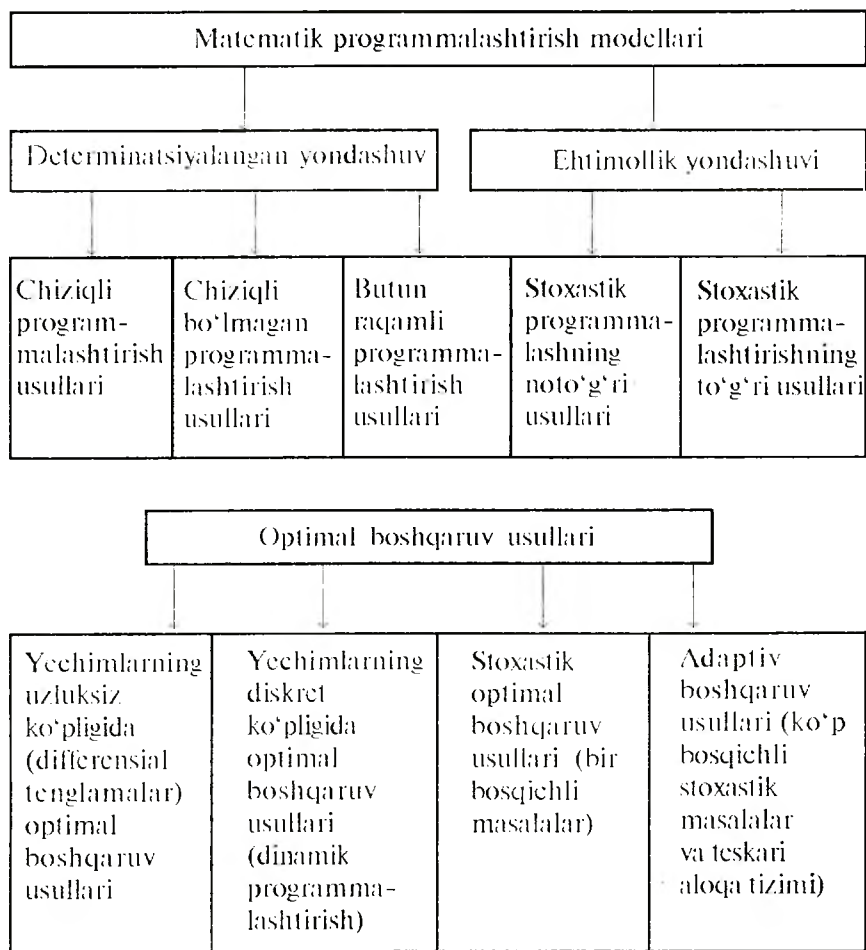 Matematik programmalashtirish modellari
Determinatsiyalangan yondashuv
Ehtimollik yondashuvi
Chiziqli
program-
malashtirish
usullari
Chiziqli
bo‘lmagan
programma-
lashtirish
usullari
Butun
raqamli
programma-
lashtirish
usullari
Stoxastik
programma-
lashning
noto‘g‘ri
usullari
Stoxastik
programma-
lashtirishning
to‘g‘ri usullari
Optimal boshqaruv usullari
Yechimlarning
uzluksiz
ko‘pligida
(differensial
tenglamalar)
optimal
boshqaruv
usullari
Yechimlarning
diskret
ko‘pligida
optimal
boshqaruv
usullari
(dinamik
programma-
lashtirish)
Stoxastik
optimal
boshqaruv
usullari (bir
bosqichli
masalalar)
Adaptiv
boshqaruv
usullari (ko‘p
bosqichli
stoxastik
masalalar
va teskari
aloqa tizimi)